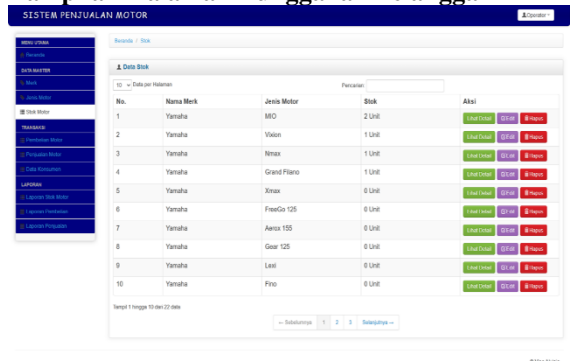 SISTEM PENJUALAN MOTOR
Operator
MENU UTAMA
Beranda
DATA MASTER
Merk
Jenis Motor
Stok Motor
TRANSAKSI
Pembelian Motor
Penjualan Motor
Data Konsumen
LAPORAN
Laporan Stok Motor
Laporan Pembelian
Laporan Penjualan
Beranda / Stok
Data Stok
10 Data per Halaman
Pencarian
No. Nama Merk Jenis Motor Stok Aksi
1 Yamaha MIO 2 Unit Lihat Detail Edit Hapus
2 Yamaha Vixion 1 Unit Lihat Detail Edit Hapus
3 Yamaha Nmax 1 Unit Lihat Detail Edit Hapus
4 Yamaha Grand Filano 1 Unit Lihat Detail Edit Hapus
5 Yamaha Xmax 0 Unit Lihat Detail Edit Hapus
6 Yamaha FreeGo 125 0 Unit Lihat Detail Edit Hapus
7 Yamaha Aerox 155 0 Unit Lihat Detail Edit Hapus
8 Yamaha Gear 125 0 Unit Lihat Detail Edit Hapus
9 Yamaha Lexi 0 Unit Lihat Detail Edit Hapus
10 Yamaha Fino 0 Unit Lihat Detail Edit Hapus
Tampil 1 hingga 10 dari 22 data
← Sebelumnya 1 2 3 Selanjutnya →